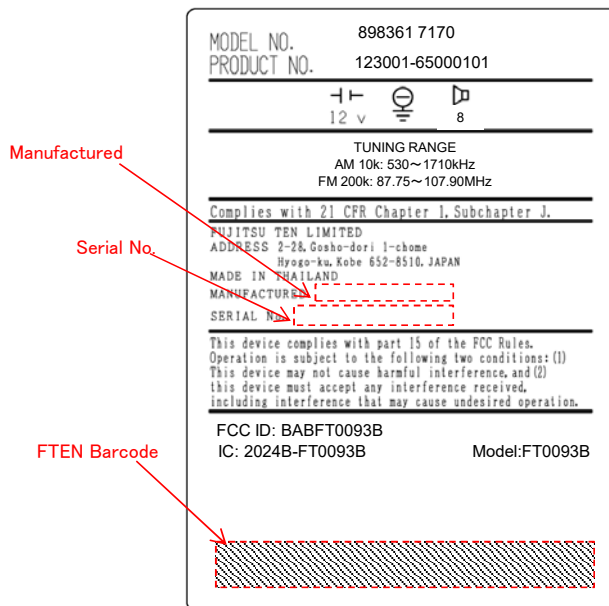 MODEL NO. 898361 7170
PRODUCT NO. 123001-65000101
12 v 8
TUNING RANGE
AM 10k: 530～1710kHz
FM 200k: 87.75～107.90MHz
Manufactured
Complies with 21 CFR Chapter 1, Subchapter J.
FUJITSU TEN LIMITED
ADDRESS 2-28, Gosho-dori 1-chome
Serial No.
Hyogo-ku, Kobe 652-8510, JAPAN
MADE IN THAILAND
MANUFACTURED
SERIAL No.
This device complies with part 15 of the FCC Rules.
Operation is subject to the following two conditions: (1)
This device may not cause harmful interference, and (2)
this device must accept any interference received,
including interference that may cause undesired operation.
FCC ID: BABFT0093B
FTEN Barcode
IC: 2024B-FT0093B Model:FT0093B